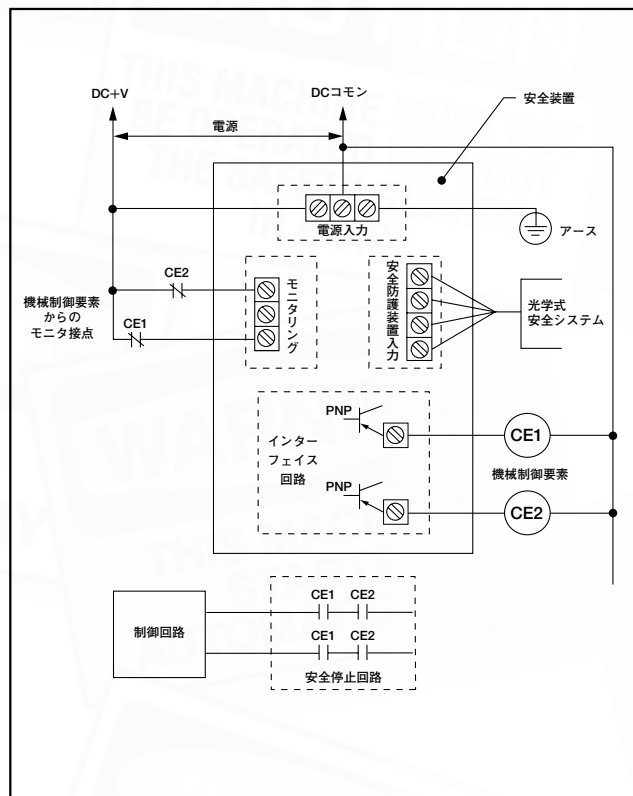 DC+V
DCコモン
安全装置
電源
電源入力
アース
CE2
機械制御要素
からの
モニタ接点
CE1
モニタリング
安全防護装置入力
光学式
安全システム
PNP
インター
フェイス
回路
CE1
機械制御要素
PNP
CE2
制御回路
CE1
CE2
CE1
CE2
安全停止回路